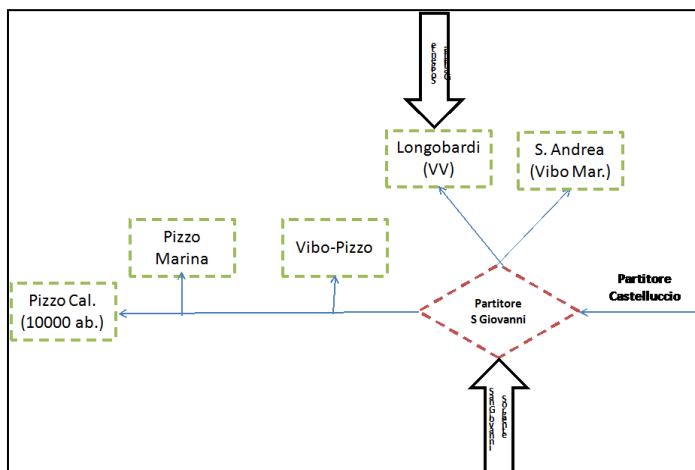 Longobardi
(VV)
S. Andrea
(Vibo Mar.)
Pizzo
Marina
Vibo-Pizzo
Pizzo Cal.
(10000 ab.)
Partitore
S Giovanni
Partitore
Castelluccio